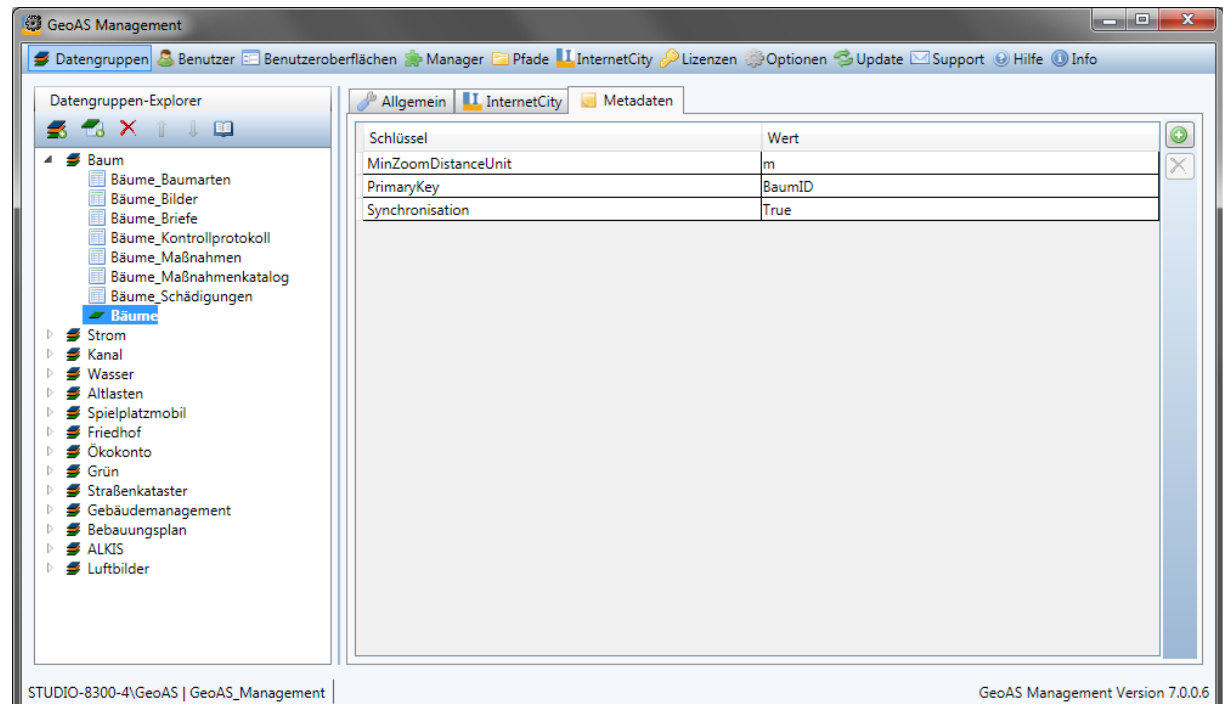 GeoAS Management
Datengruppen Benutzer Benutzeroberflächen Manager Pfade InternetCity Lizenzen Optionen Update Support Hilfe Info
Datengruppen-Explorer
Baum
Bäume_Baumarten
Bäume_Bilder
Bäume_Briefe
Bäume_Kontrollprotokoll
Bäume_Maßnahmen
Bäume_Maßnahmenkatalog
Bäume_Schädigungen
Bäume
Strom
Kanal
Wasser
Altlasten
Spielplatzmobil
Friedhof
Ökokonto
Grün
Straßenkataster
Gebäudemanagement
Bebauungsplan
ALKIS
Luftbilder
Allgemein InternetCity Metadaten
Schlüssel Wert
MinZoomDistanceUnit m
PrimaryKey BaumID
Synchronisation True
STUDIO-8300-4\GeoAS | GeoAS_Management
GeoAS Management Version 7.0.0.6